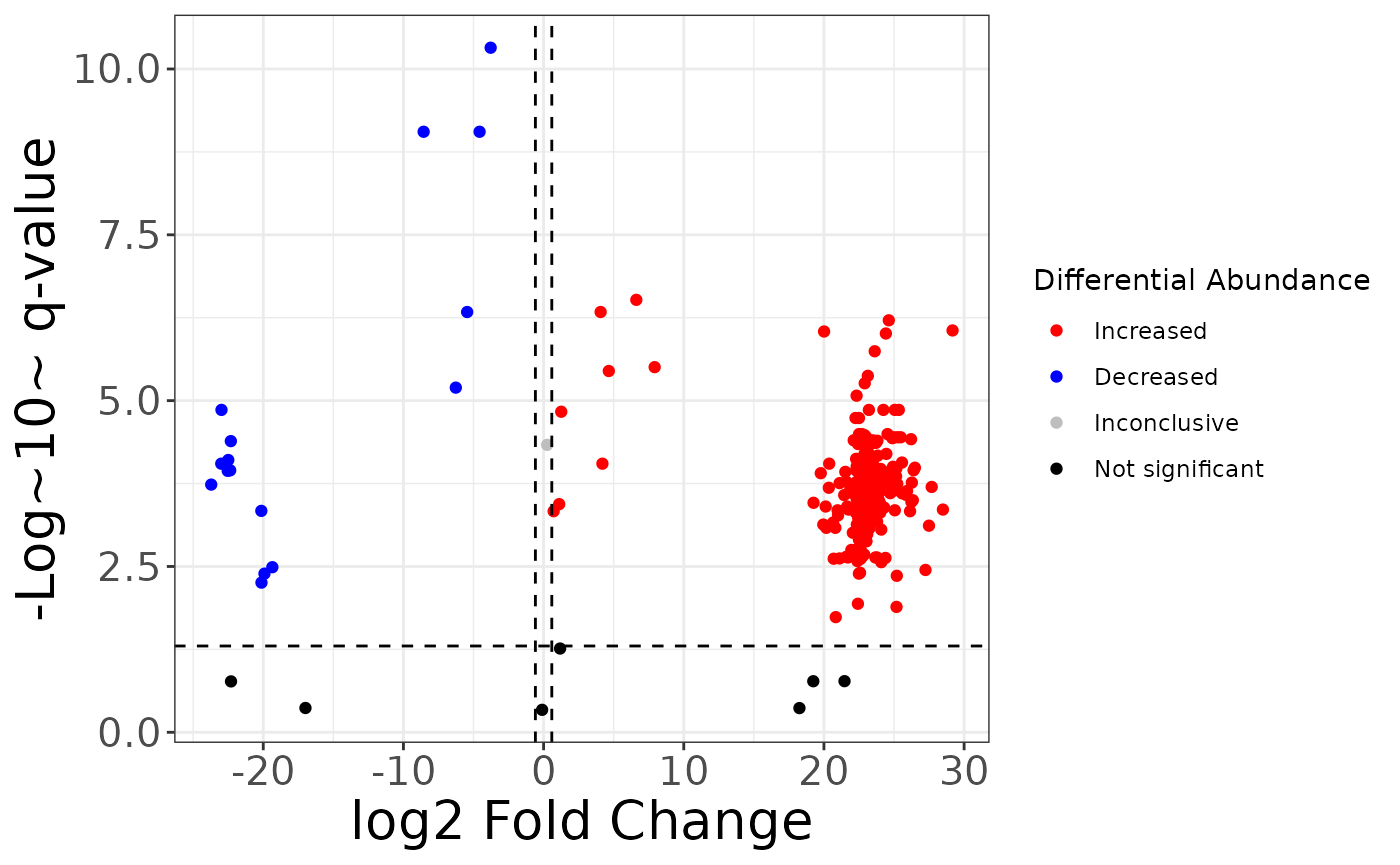 10.0
7.5
5.0
2.5
0.0
-Log~10~ q-value
-20
-10
0
10
20
30
log2 Fold Change
Differential Abundance
Increased
Decreased
Inconclusive
Not significant